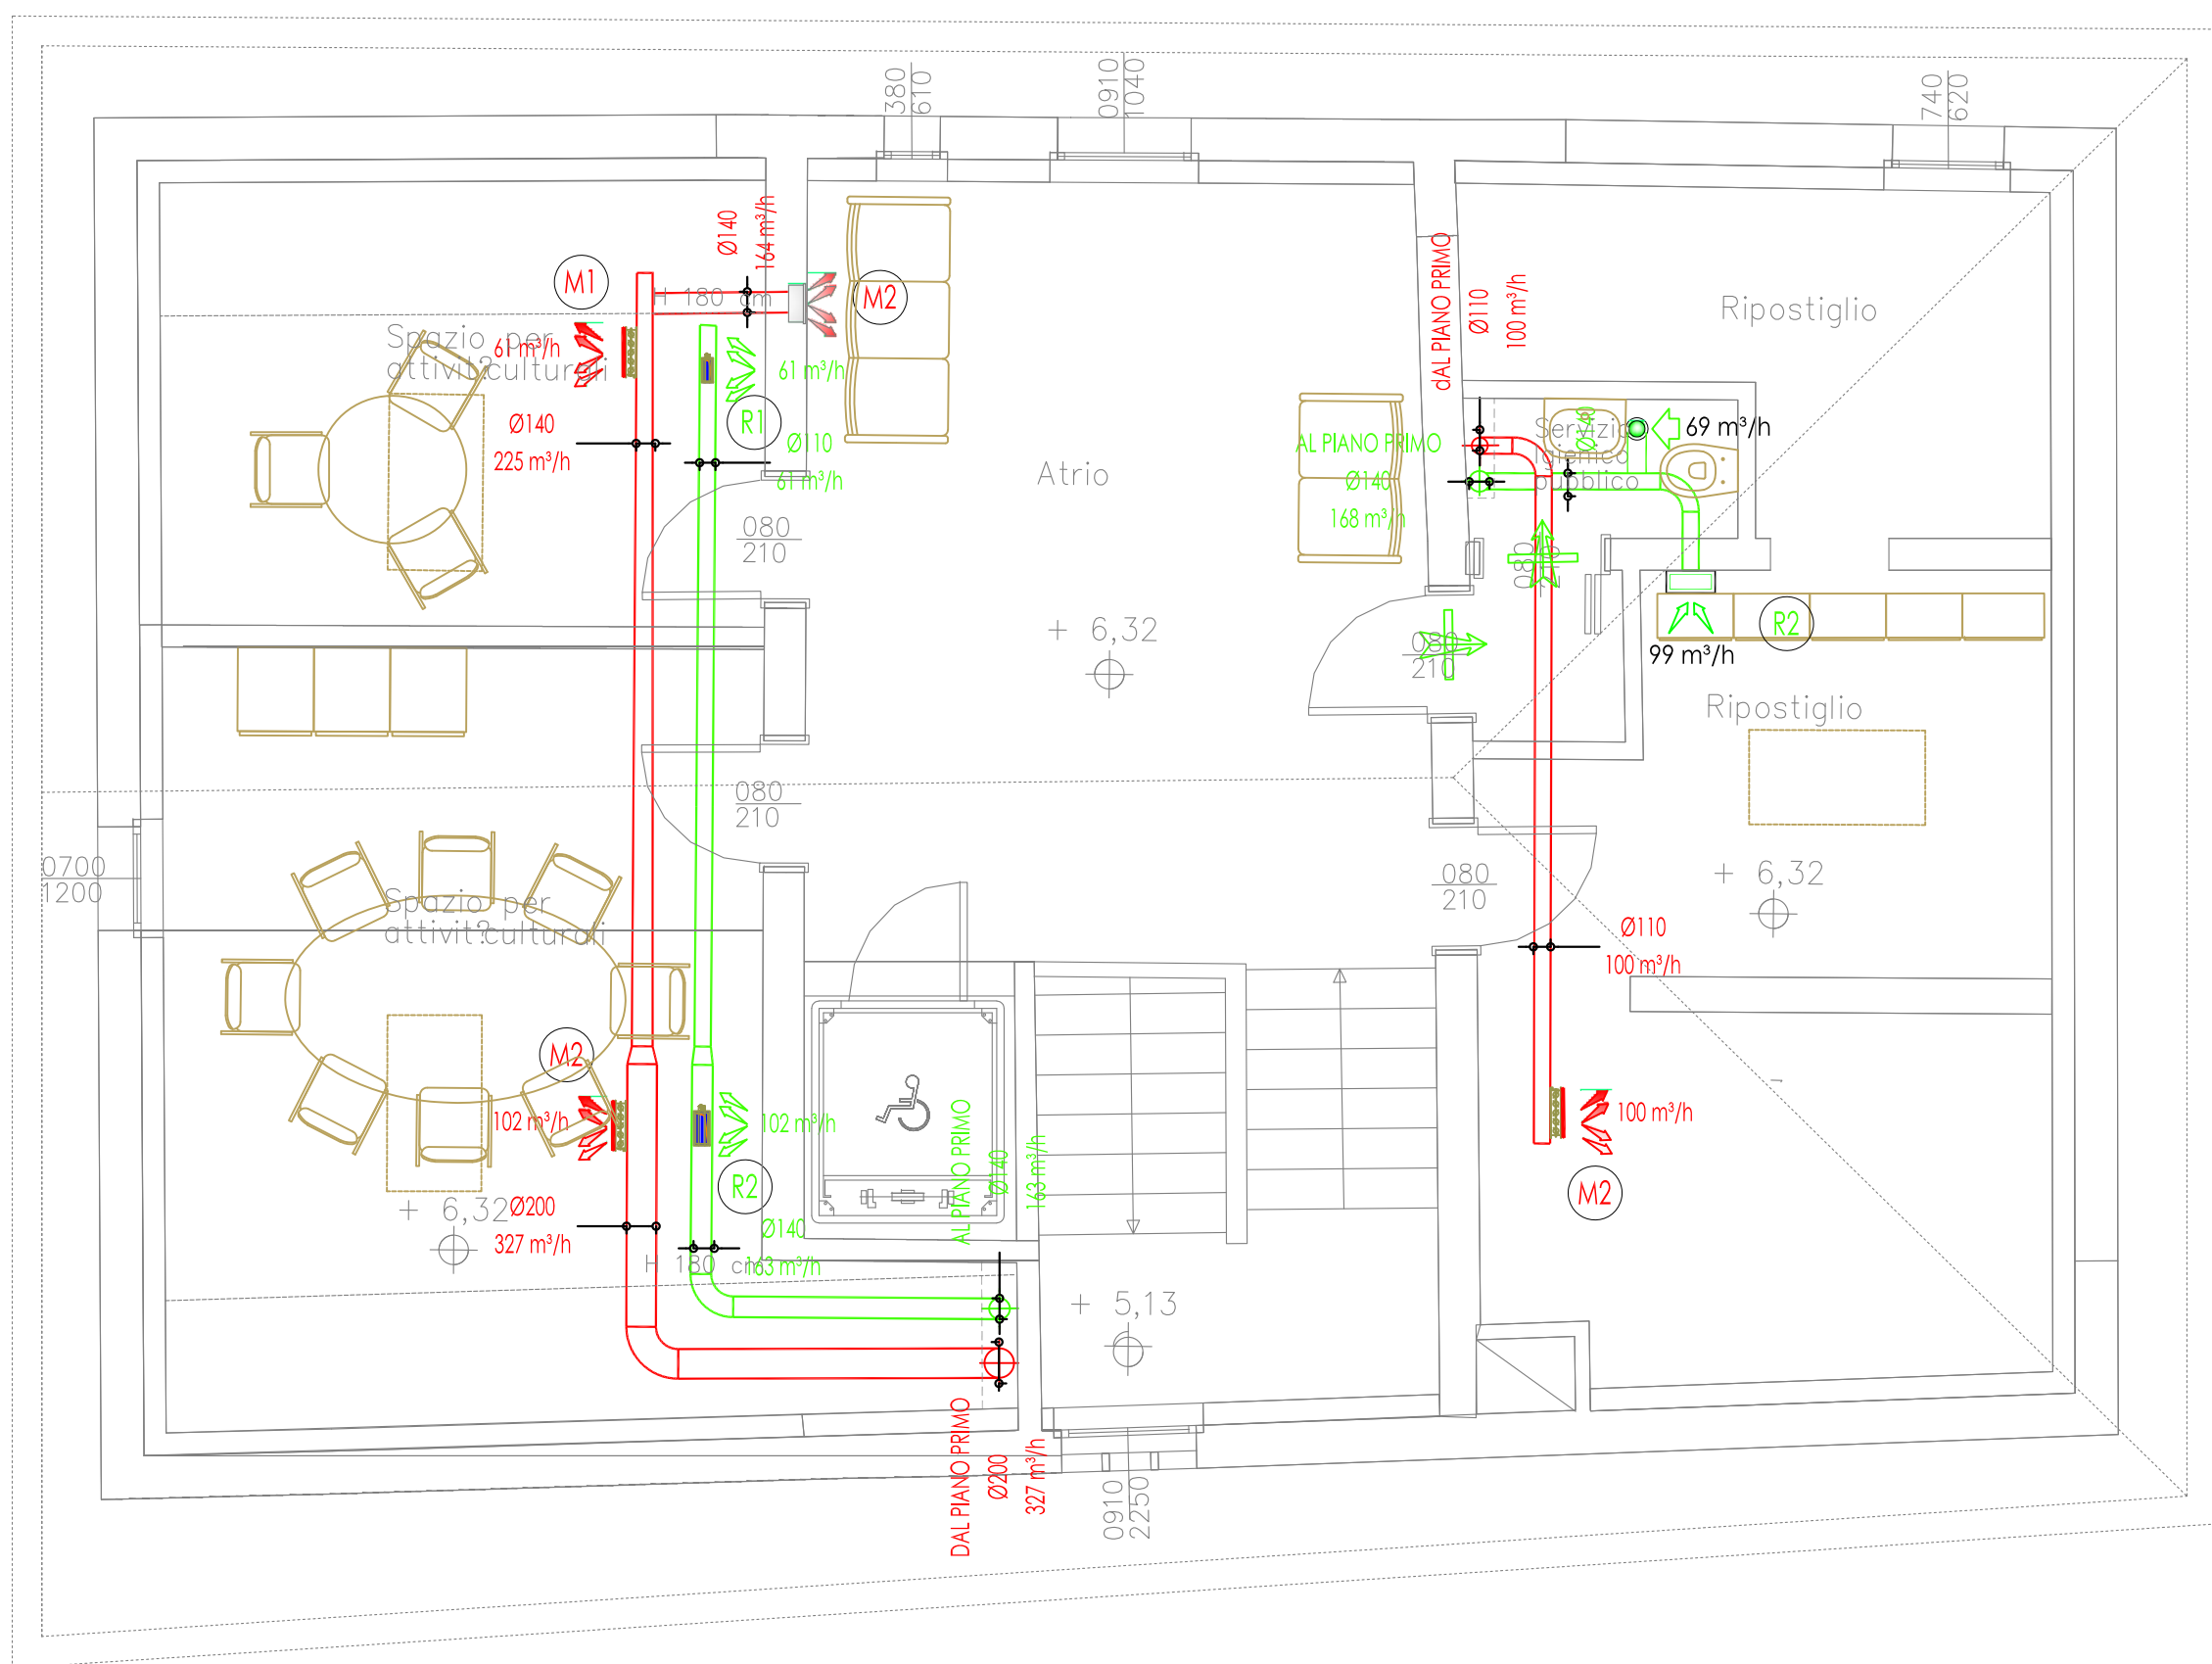 380
610
0910
1040
740
620
Ø140
164 m³/h
M1
H 180 cm
M2
dAL PIANO PRIMO
Ø110
100 m³/h
Ripostiglio
Spazio per
attivit?culturali
61 m³/h
61 m³/h
R1
Ø140
225 m³/h
Ø110
61 m³/h
Atrio
AL PIANO PRIMO
Ø140
168 m³/h
Servizio
igienico
pubblico
Ø140
69 m³/h
080
210
080
210
+ 6,32
080
210
R2
99 m³/h
Ripostiglio
080
210
0700
1200
Spazio per
attivit?culturali
080
210
+ 6,32
Ø110
100 m³/h
M2
102 m³/h
102 m³/h
R2
100 m³/h
M2
AL PIANO PRIMO
Ø140
163 m³/h
+ 6,32
Ø200
327 m³/h
Ø140
163 m³/h
H 180 cm
+ 5,13
DAL PIANO PRIMO
Ø200
327 m³/h
0910
2250